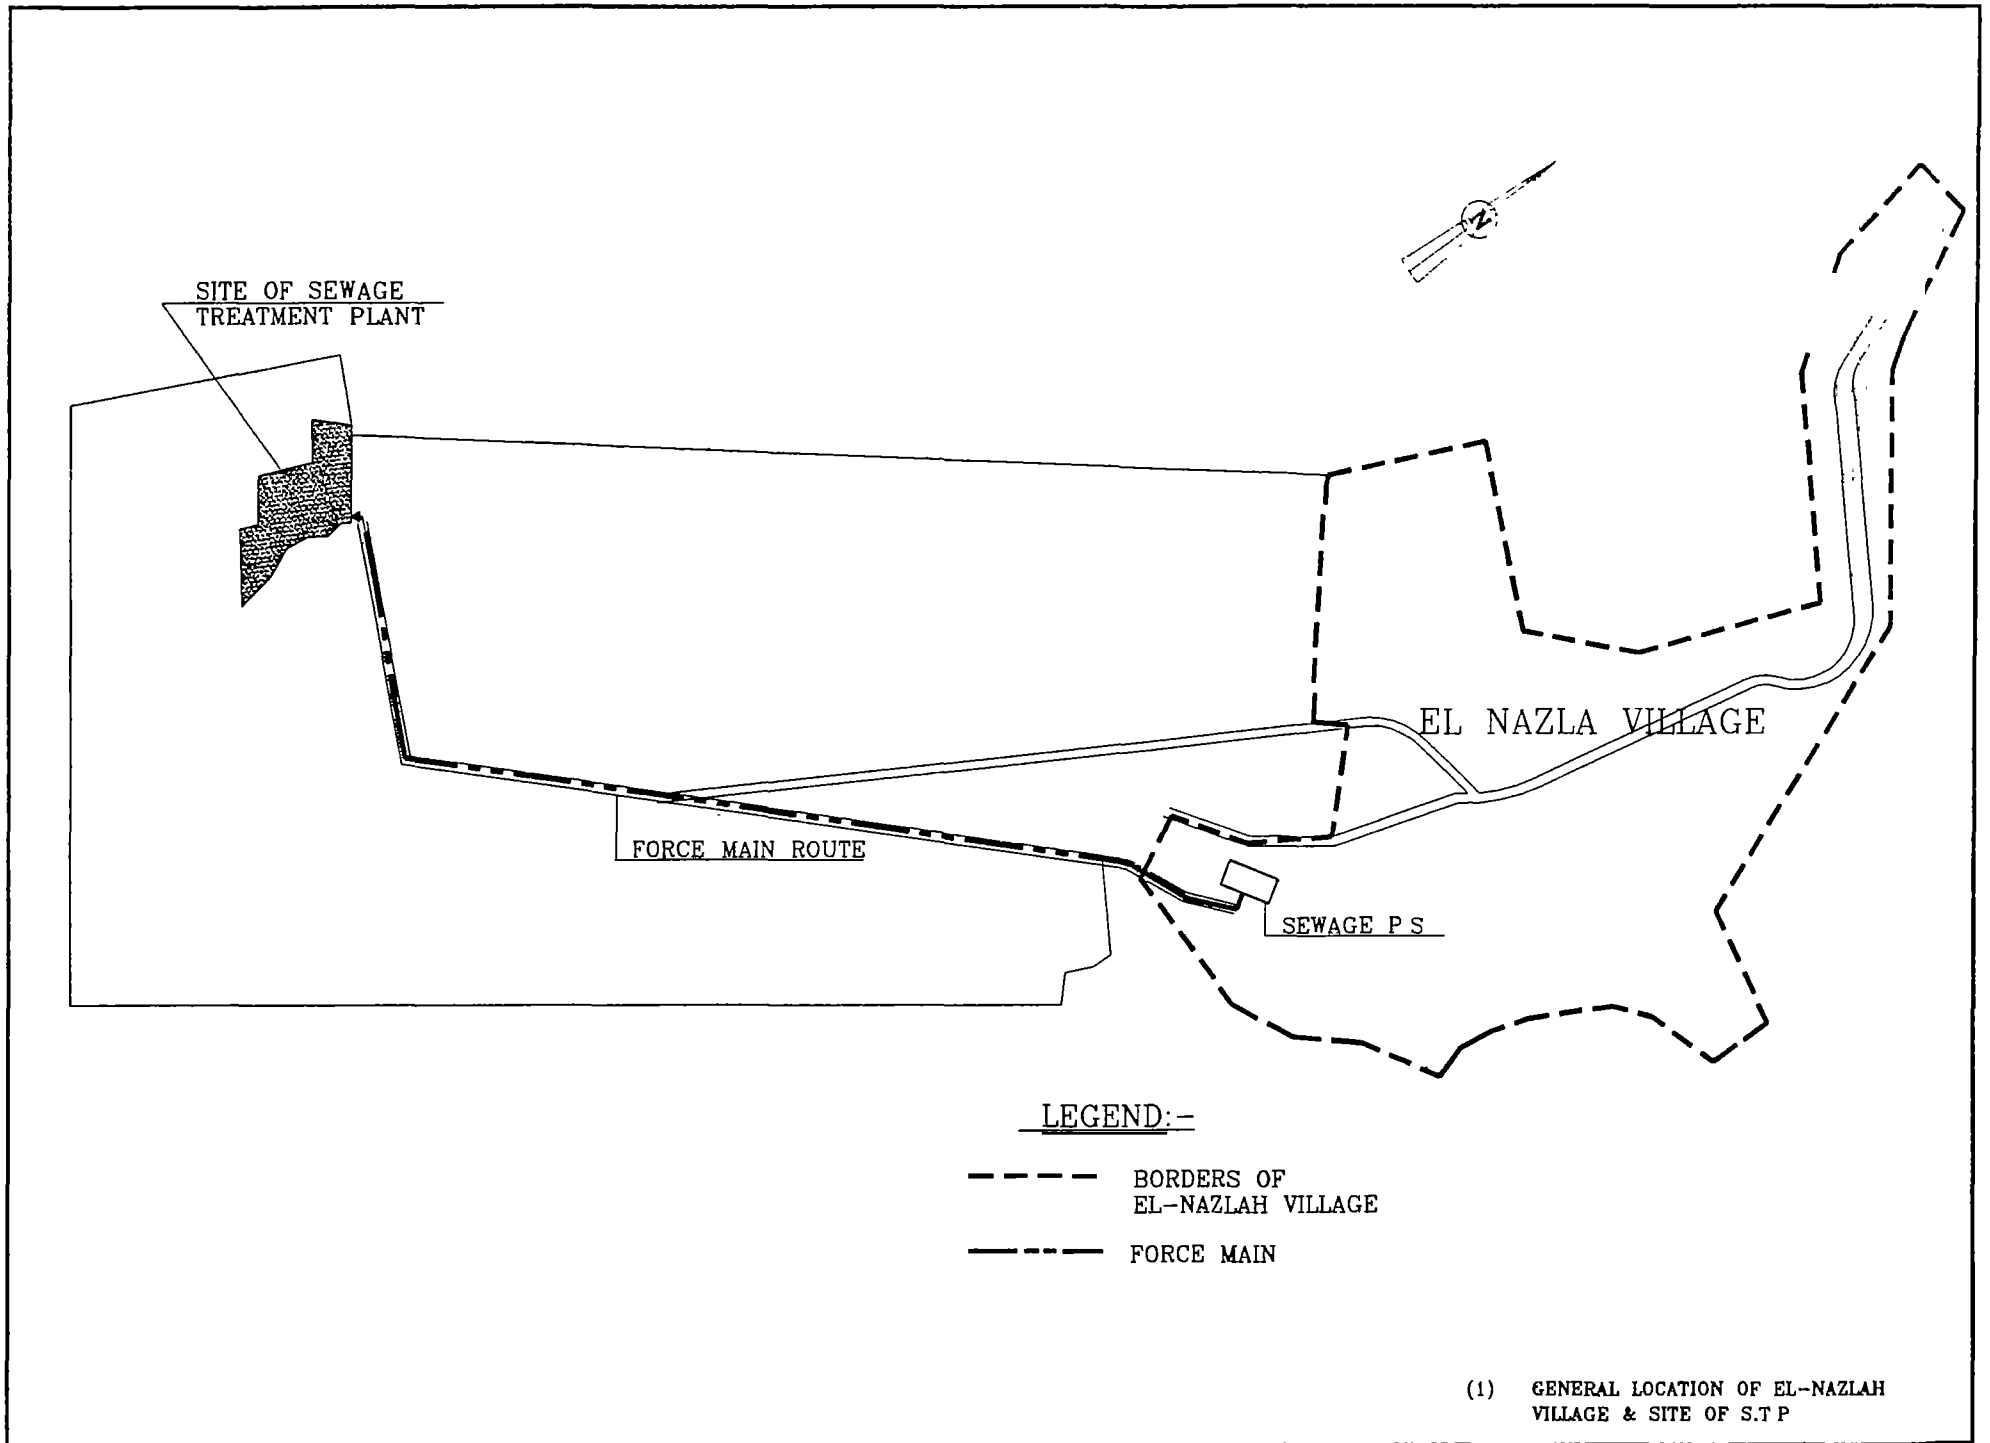 N
SITE OF SEWAGE
TREATMENT PLANT
EL NAZLA VILLAGE
FORCE MAIN ROUTE
SEWAGE P S
LEGEND:-
BORDERS OF
EL-NAZLAH VILLAGE
FORCE MAIN
(1) GENERAL LOCATION OF EL-NAZLAH
VILLAGE & SITE OF S.T P